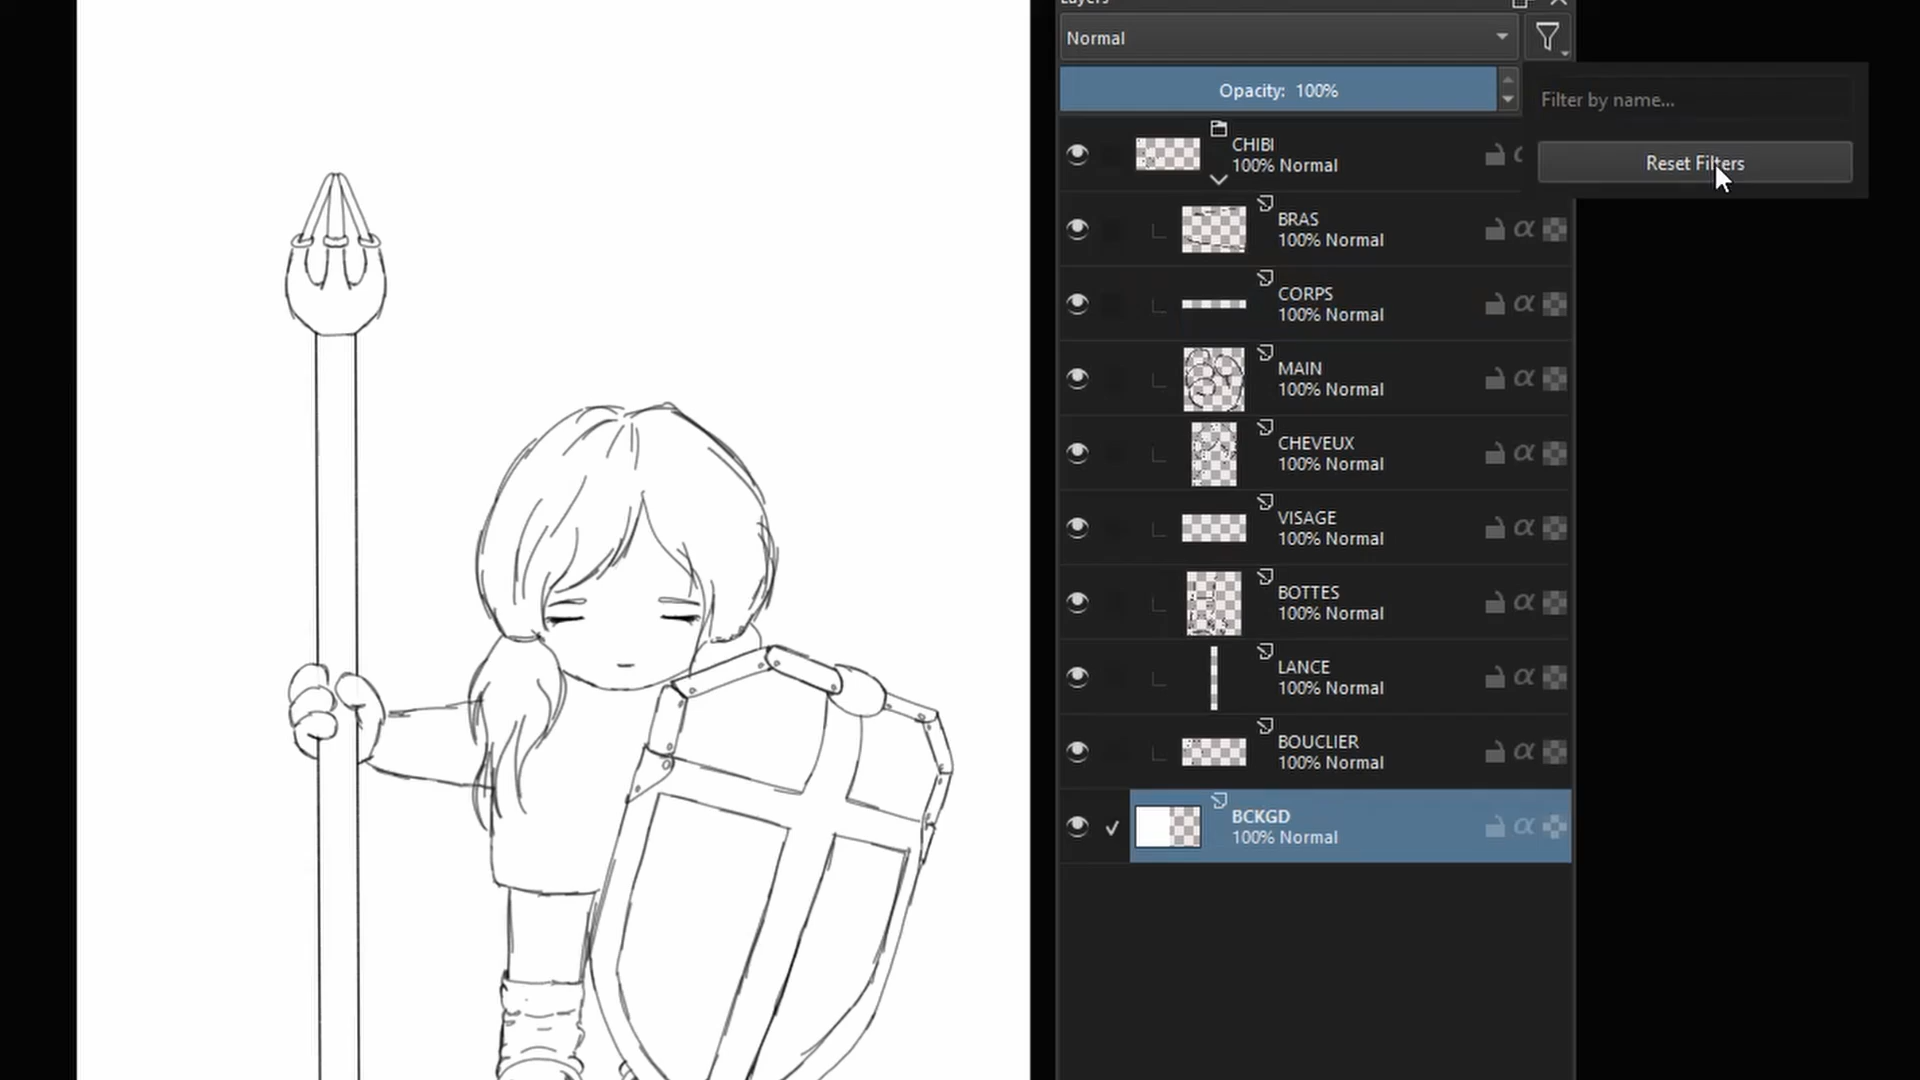 Layers
Normal
Opacity: 100%
Filter by name...
Reset Filters
CHIBI
100% Normal
BRAS
100% Normal
CORPS
100% Normal
MAIN
100% Normal
CHEVEUX
100% Normal
VISAGE
100% Normal
BOTTES
100% Normal
LANCE
100% Normal
BOUCLIER
100% Normal
BCKGD
100% Normal